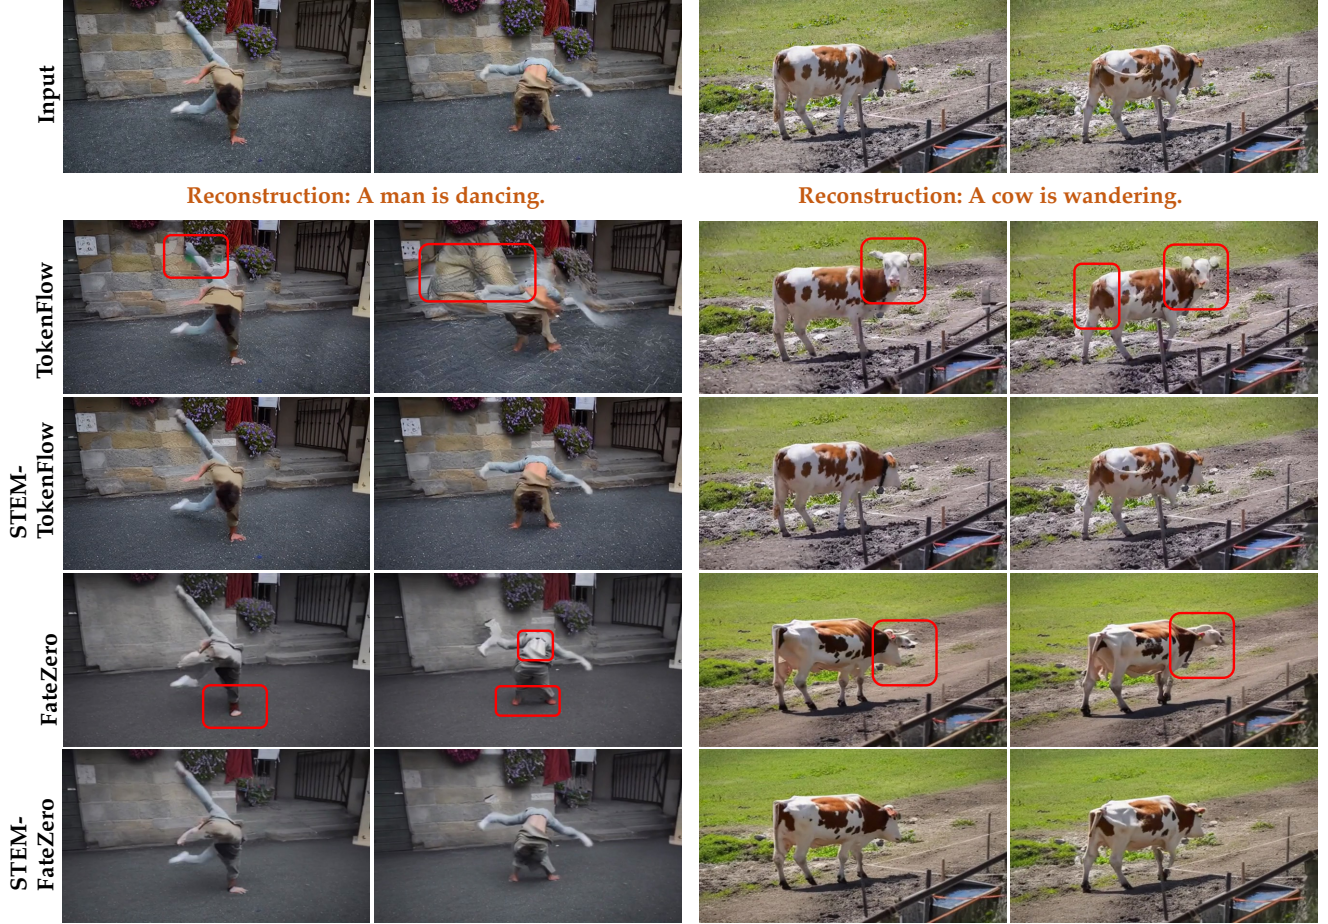 Input
Reconstruction: A man is dancing.
Reconstruction: A cow is wandering.
TokenFlow
STEM-
TokenFlow
FateZero
STEM-
FateZero